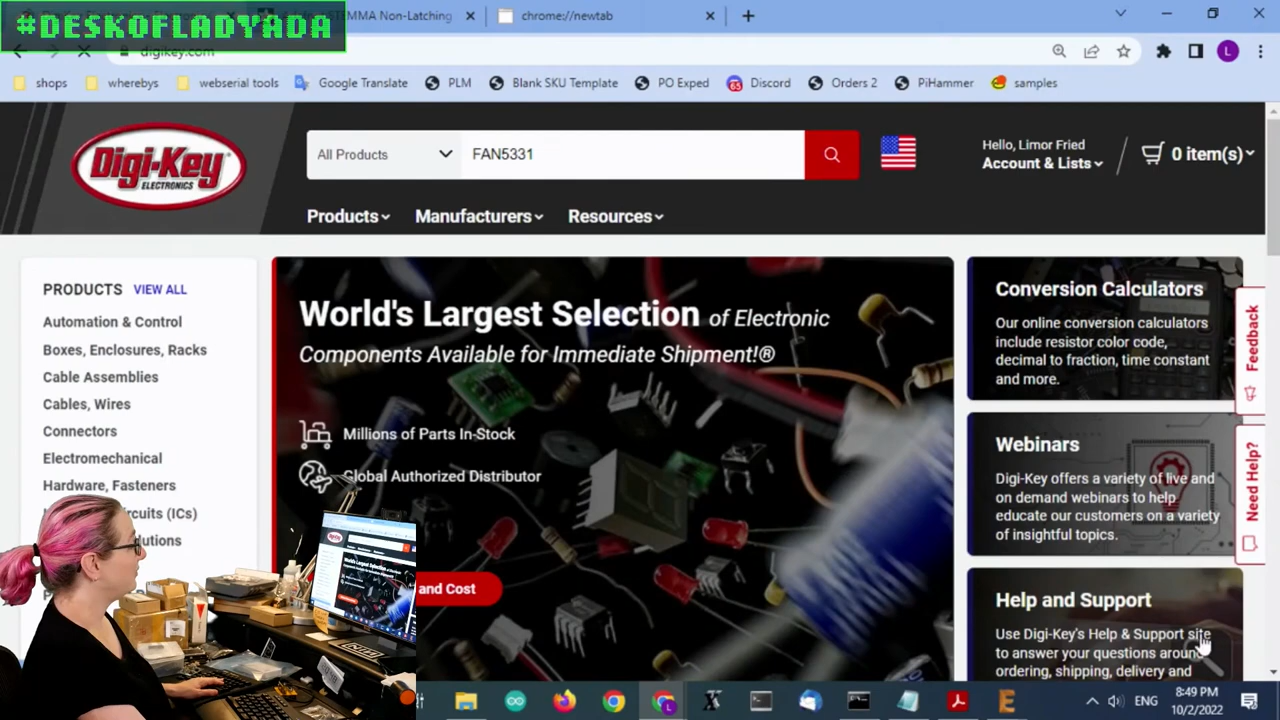 #DESKOFLADYADA
STEMMA Non-Latching
chrome://newtab
digikey.com
shops
whereby
webserial tools
Google Translate
PLM
Blank SKU Template
PO Exped
65
Discord
Orders 2
PiHammer
samples
Digi-Key
ELECTRONICS
All Products
FAN5331
Hello, Limor Fried
Account & Lists
0 item(s)
Products
Manufacturers
Resources
PRODUCTS VIEW ALL
Automation & Control
Boxes, Enclosures, Racks
Cable Assemblies
Cables, Wires
Connectors
Electromechanical
Hardware, Fasteners
rcuits (ICs)
World's Largest Selection of Electronic
Components Available for Immediate Shipment!®
Millions of Parts In-Stock
Global Authorized Distributor
and Cost
Conversion Calculators
Our online conversion calculators
include resistor color code,
decimal to fraction, time constant
and more.
Webinars
Digi-Key offers a variety of live and
on demand webinars to help
educate our customers on a variety
of insightful topics.
Help and Support
Use Digi-Key's Help & Support site
to answer your questions around
ordering, shipping, delivery and
Feedback
Need Help?
L
ENG
8:49 PM
10/2/2022